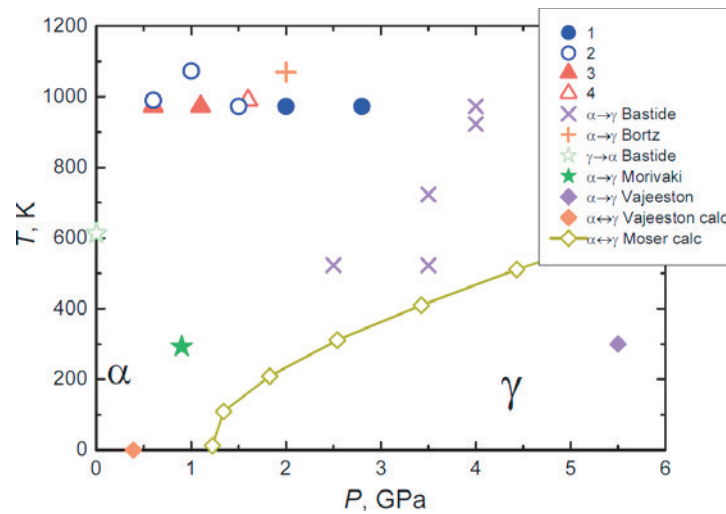 1200
1000
800
600
400
200
0
T, K
0 1 2 3 4 5 6
P, GPa
α
γ
1
2
3
4
α→γ Bastide
α→γ Bortz
γ→α Bastide
α→γ Morivaki
α→γ Vajeeston
α↔γ Vajeeston calc
α↔γ Moser calc